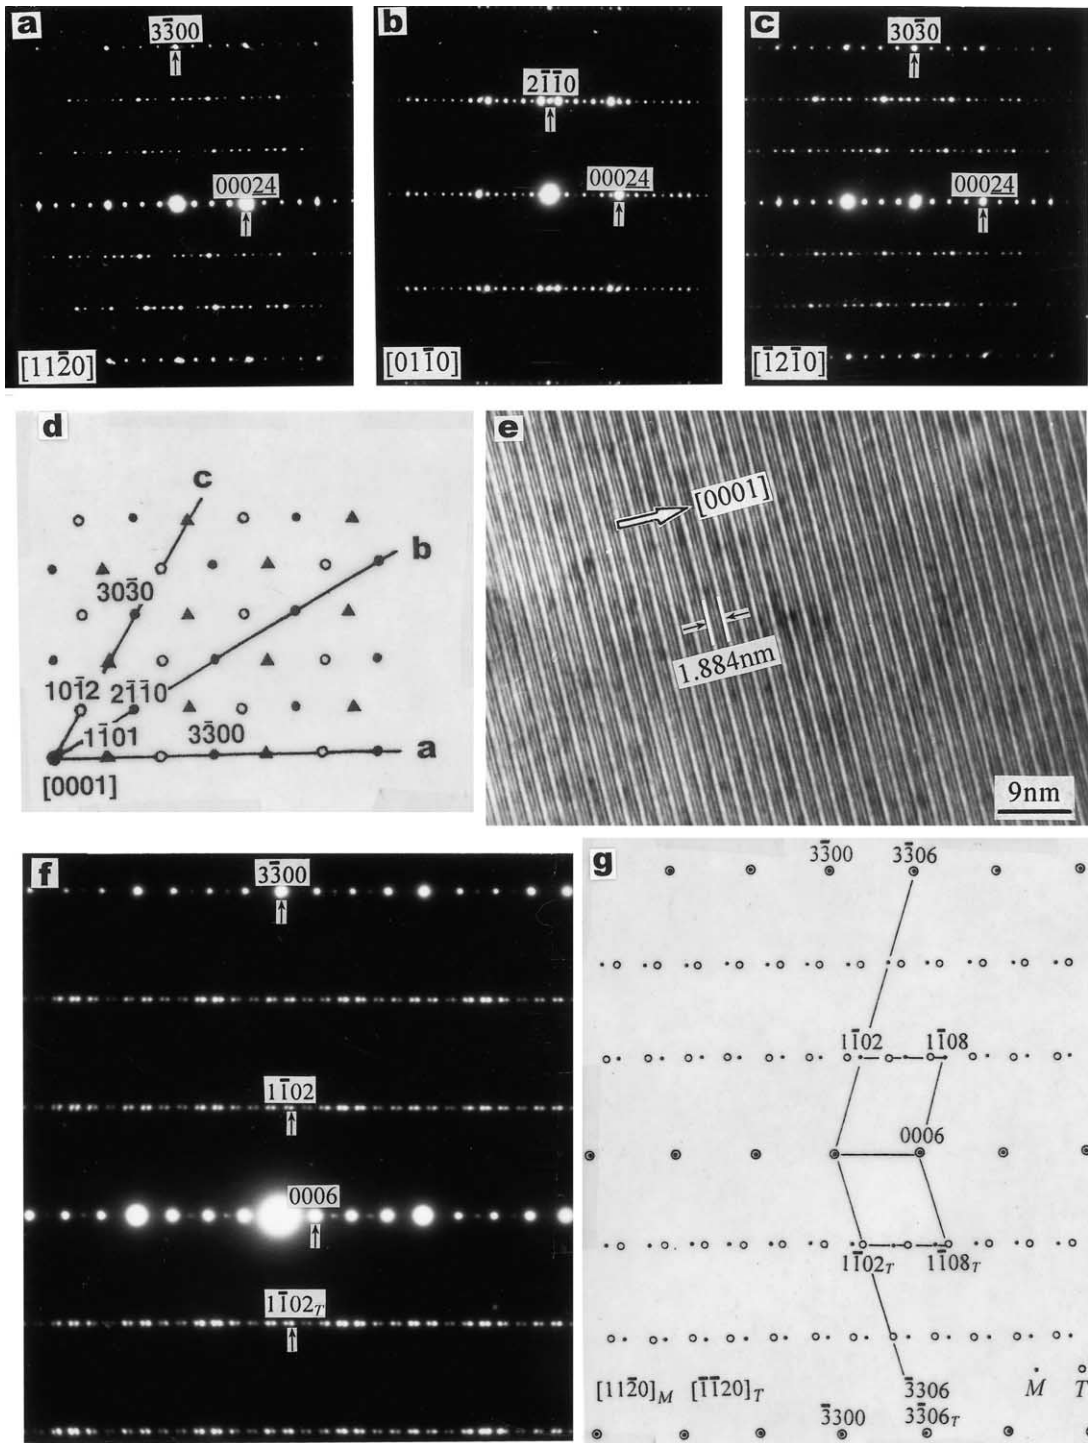 a
33̅00
00024
[112̅0]
b
21̅1̅0
00024
[011̅0]
c
303̅0
00024
[1̅21̅0]
d
c
b
303̅0
101̅2
21̅1̅0
11̅01
33̅00
a
[0001]
e
[0001]
1.884nm
9nm
f
33̅00
11̅02
0006
11̅02T
g
33̅00
33̅06
11̅02
11̅08
0006
11̅02T
11̅08T
[112̅0]M
[1̅1̅20]T
3̅306
M
T
3̅300
33̅06T